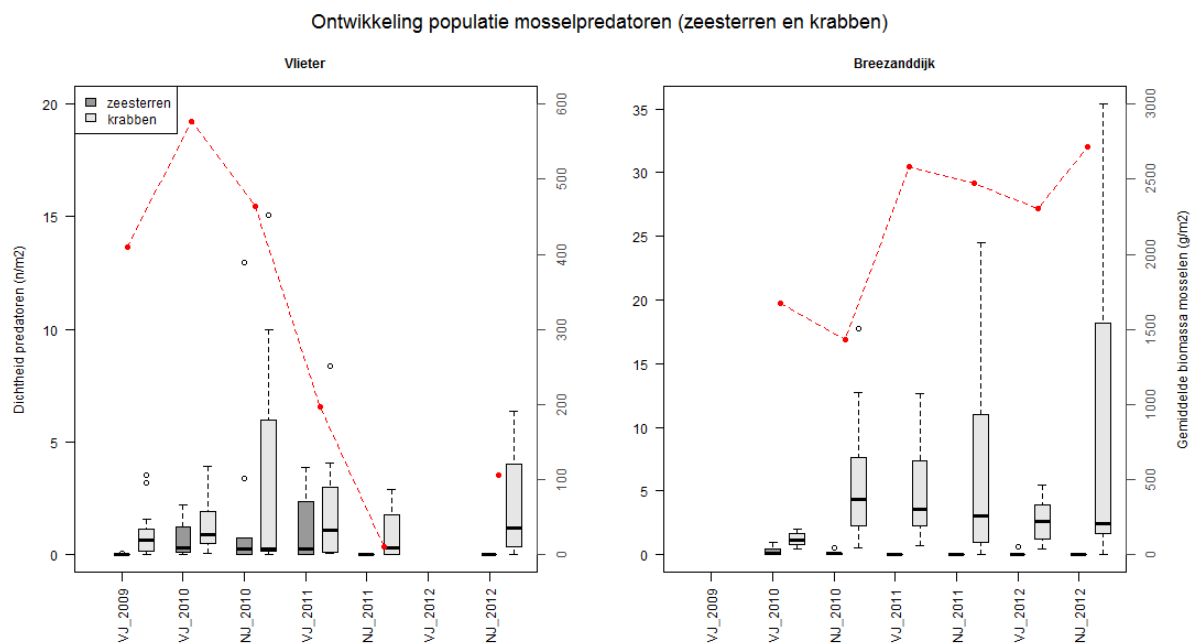 Ontwikkeling populatie mosselpredatoren (zeesterren en krabben)
Vlieter
zeesterren
krabben
Dichtheid predatoren (n/m2)
20
15
10
5
0
600
500
400
300
200
100
0
VJ_2009
VJ_2010
NJ_2010
VJ_2011
NJ_2011
VJ_2012
NJ_2012
Breezanddijk
35
30
25
20
15
10
5
0
3000
2500
2000
1500
1000
500
0
Gemiddelde biomassa mosselen (g/m2)
VJ_2009
VJ_2010
NJ_2010
VJ_2011
NJ_2011
VJ_2012
NJ_2012